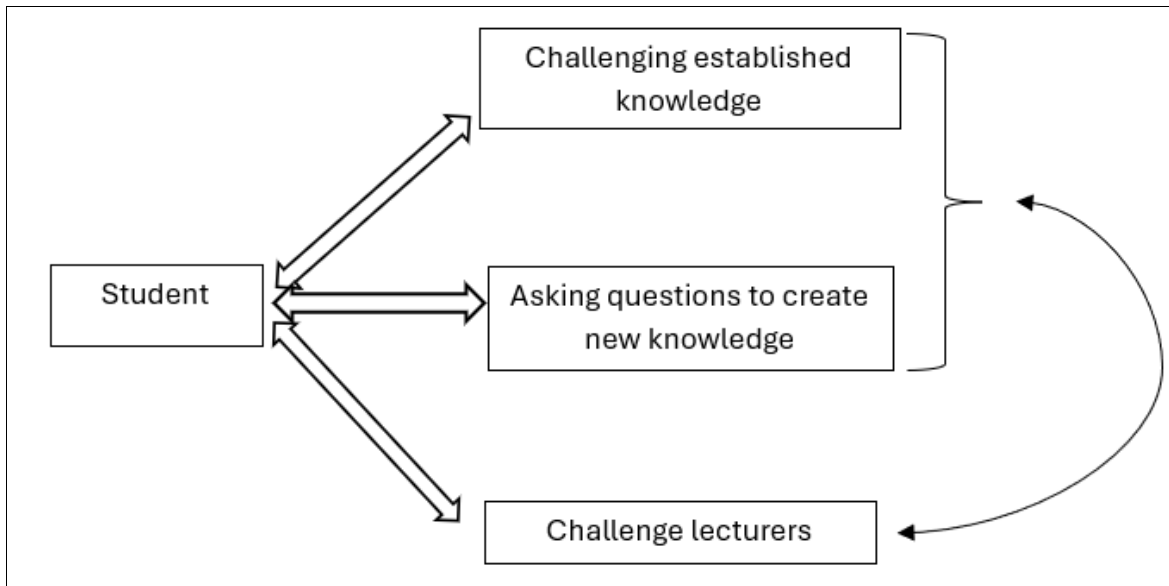 Challenging established
knowledge
Student
Asking questions to create
new knowledge
Challenge lecturers